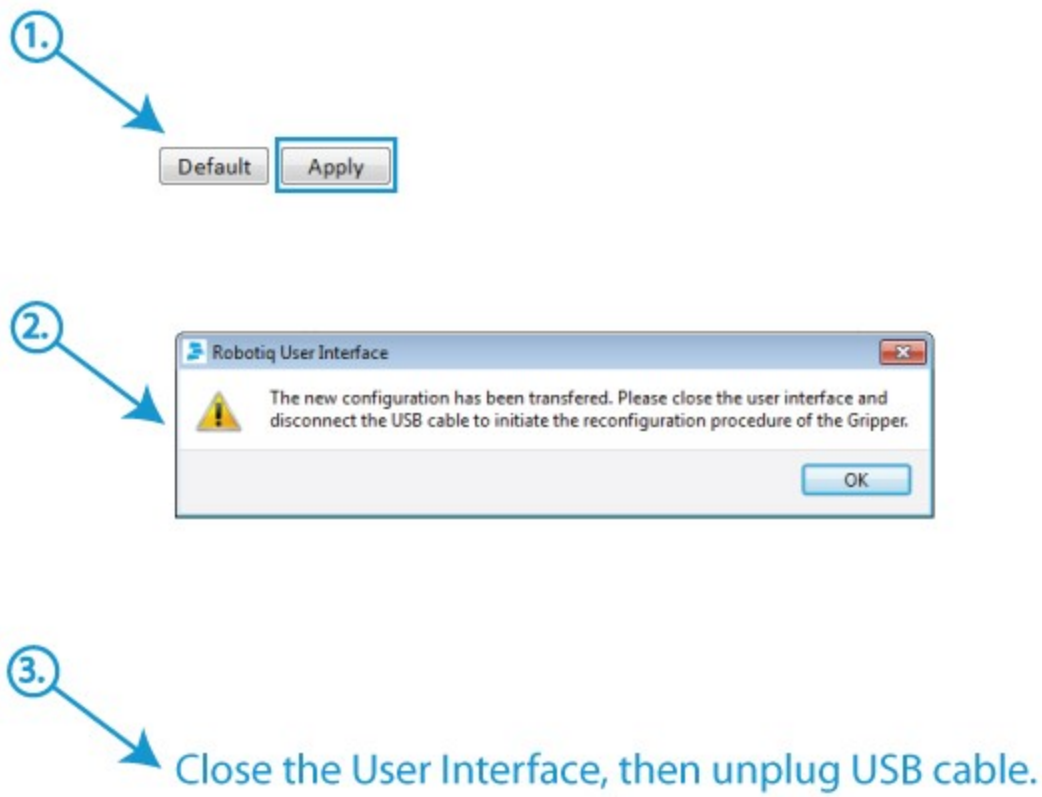 1.
Default Apply
2.
Robotiq User Interface
The new configuration has been transfered. Please close the user interface and
disconnect the USB cable to initiate the reconfiguration procedure of the Gripper.
OK
3.
Close the User Interface, then unplug USB cable.